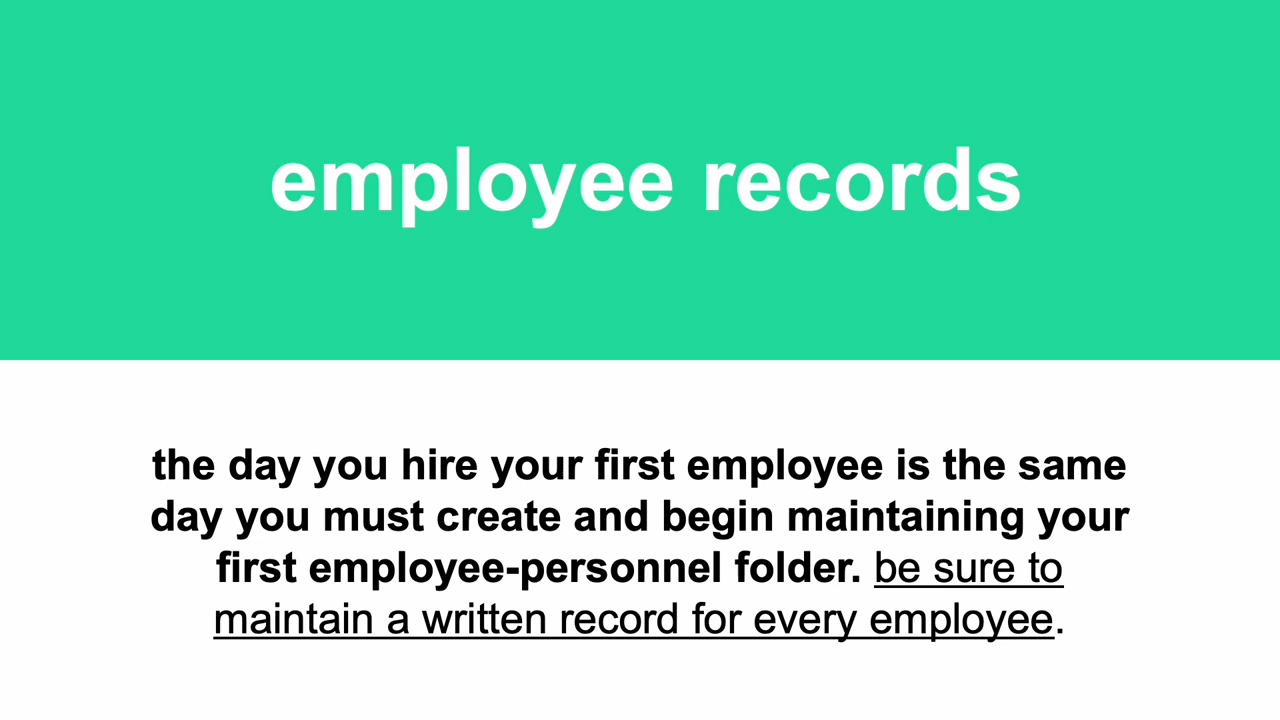 employee records
the day you hire your first employee is the same
day you must create and begin maintaining your
first employee-personnel folder. be sure to
maintain a written record for every employee.